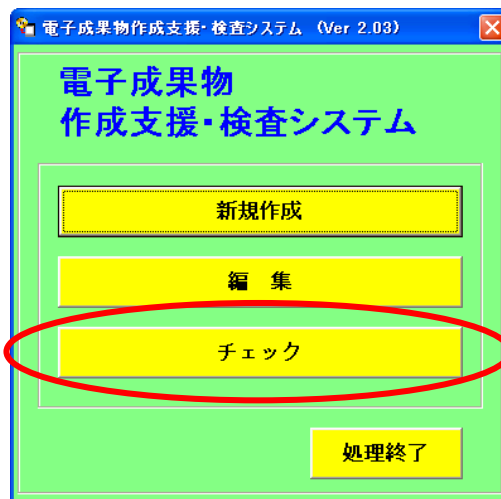 電子成果物作成支援・検査システム (Ver 2.03)
電子成果物
作成支援・検査システム
新規作成
編 集
チェック
処理終了